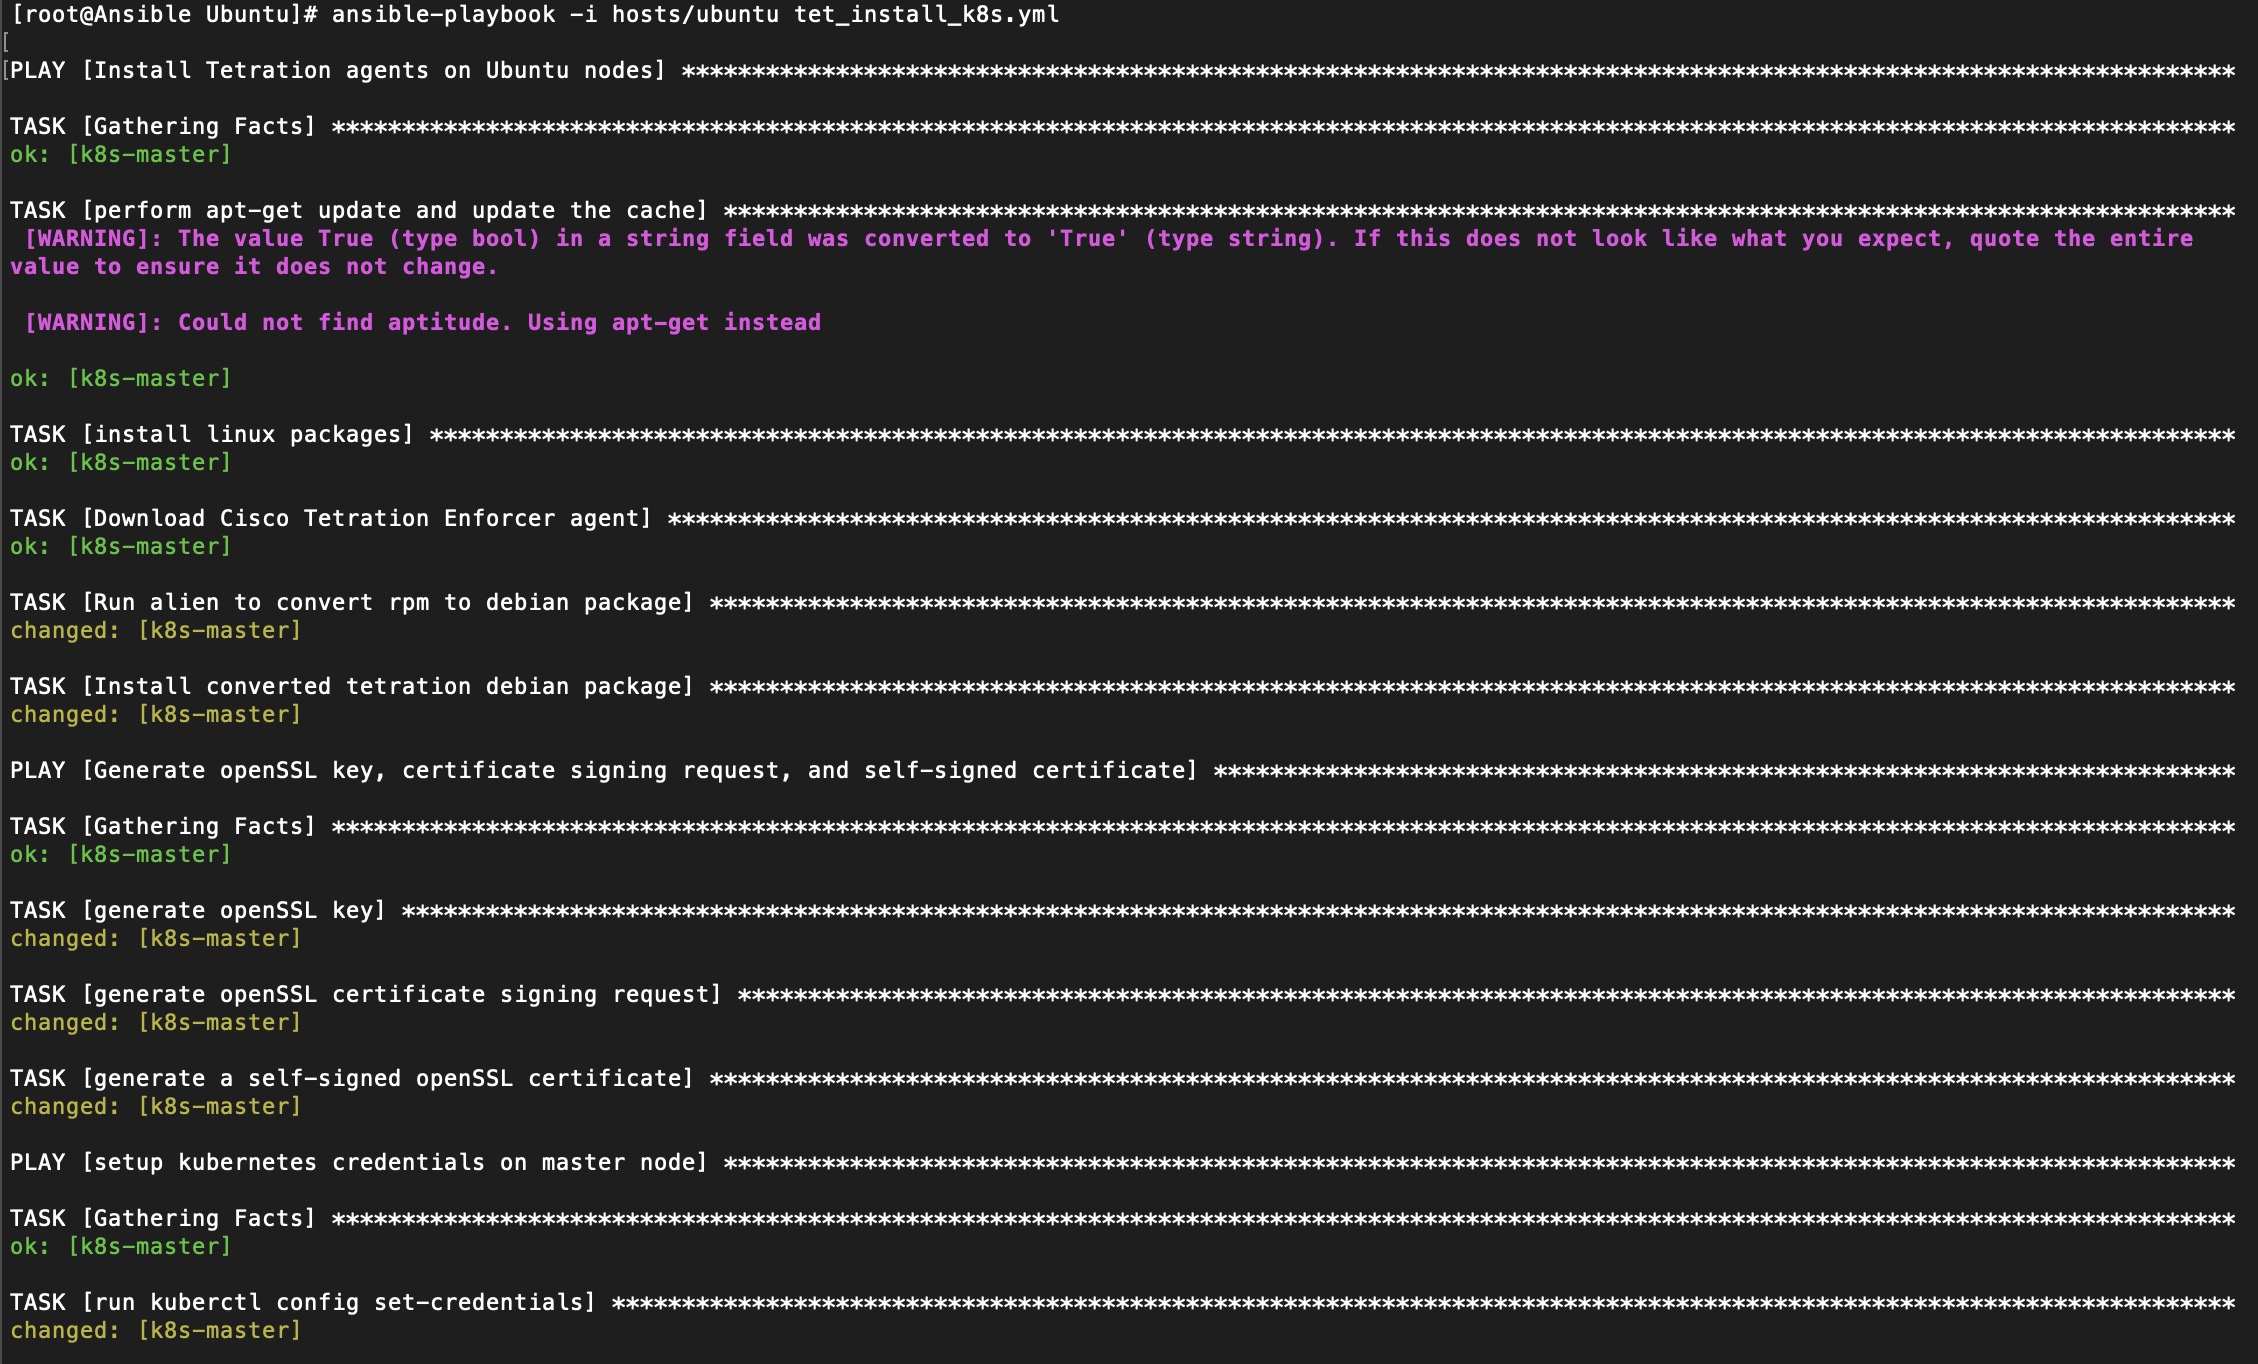 [root@Ansible Ubuntu]# ansible-playbook -i hosts/ubuntu tet_install_k8s.yml
[
[PLAY [Install Tetration agents on Ubuntu nodes] ***************************************************************************************************************
TASK [Gathering Facts] ****************************************************************************************************************************************
ok: [k8s-master]
TASK [perform apt-get update and update the cache] ************************************************************************************************************
[WARNING]: The value True (type bool) in a string field was converted to 'True' (type string). If this does not look like what you expect, quote the entire
value to ensure it does not change.
[WARNING]: Could not find aptitude. Using apt-get instead
ok: [k8s-master]
TASK [install linux packages] *********************************************************************************************************************************
ok: [k8s-master]
TASK [Download Cisco Tetration Enforcer agent] ****************************************************************************************************************
ok: [k8s-master]
TASK [Run alien to convert rpm to debian package] *************************************************************************************************************
changed: [k8s-master]
TASK [Install converted tetration debian package] *************************************************************************************************************
changed: [k8s-master]
PLAY [Generate openSSL key, certificate signing request, and self-signed certificate] *************************************************************************
TASK [Gathering Facts] ****************************************************************************************************************************************
ok: [k8s-master]
TASK [generate openSSL key] ***********************************************************************************************************************************
changed: [k8s-master]
TASK [generate openSSL certificate signing request] ***********************************************************************************************************
changed: [k8s-master]
TASK [generate a self-signed openSSL certificate] *************************************************************************************************************
changed: [k8s-master]
PLAY [setup kubernetes credentials on master node] ************************************************************************************************************
TASK [Gathering Facts] ****************************************************************************************************************************************
ok: [k8s-master]
TASK [run kuberctl config set-credentials] ********************************************************************************************************************
changed: [k8s-master]